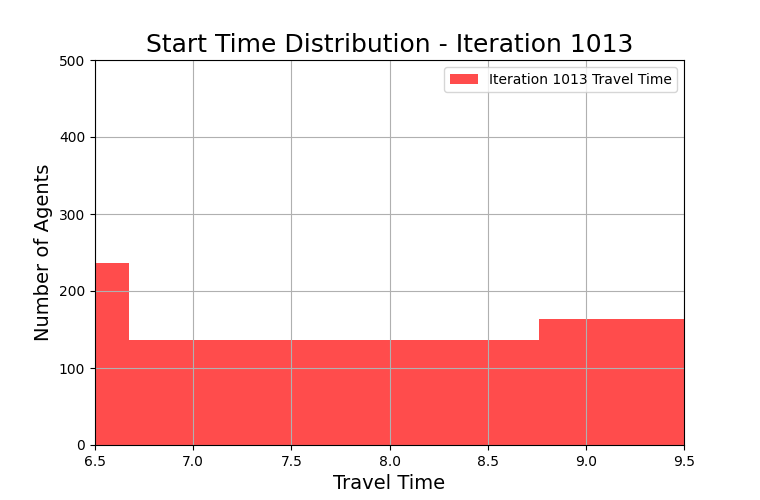 Start Time Distribution - Iteration 1013
Iteration 1013 Travel Time
Number of Agents
500
400
300
200
100
0
6.5 7.0 7.5 8.0 8.5 9.0 9.5
Travel Time